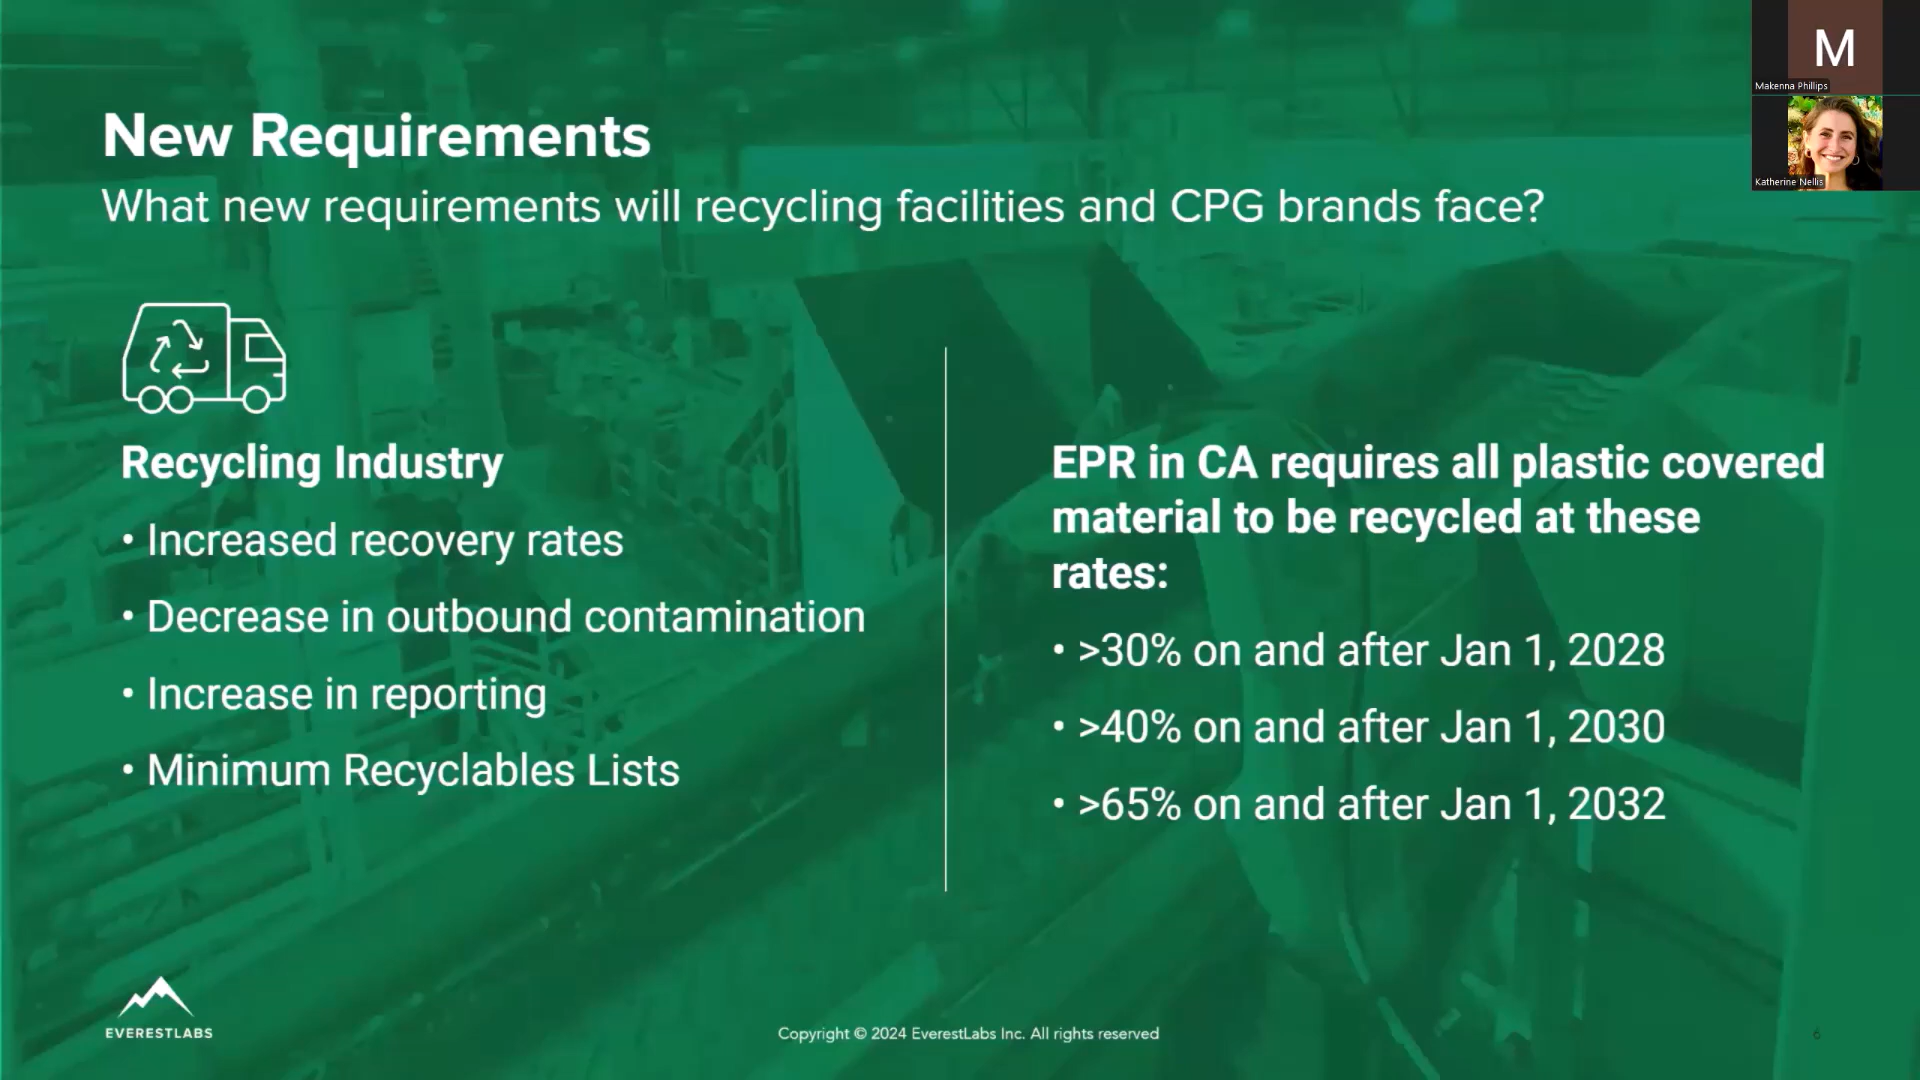 M
Makenna Phillips
Katherine Nellis
New Requirements
What new requirements will recycling facilities and CPG brands face?
Recycling Industry
• Increased recovery rates
• Decrease in outbound contamination
• Increase in reporting
• Minimum Recyclables Lists
EPR in CA requires all plastic covered
material to be recycled at these
rates:
• >30% on and after Jan 1, 2028
• >40% on and after Jan 1, 2030
• >65% on and after Jan 1, 2032
EVERESTLABS
Copyright © 2024 EverestLabs Inc. All rights reserved
6